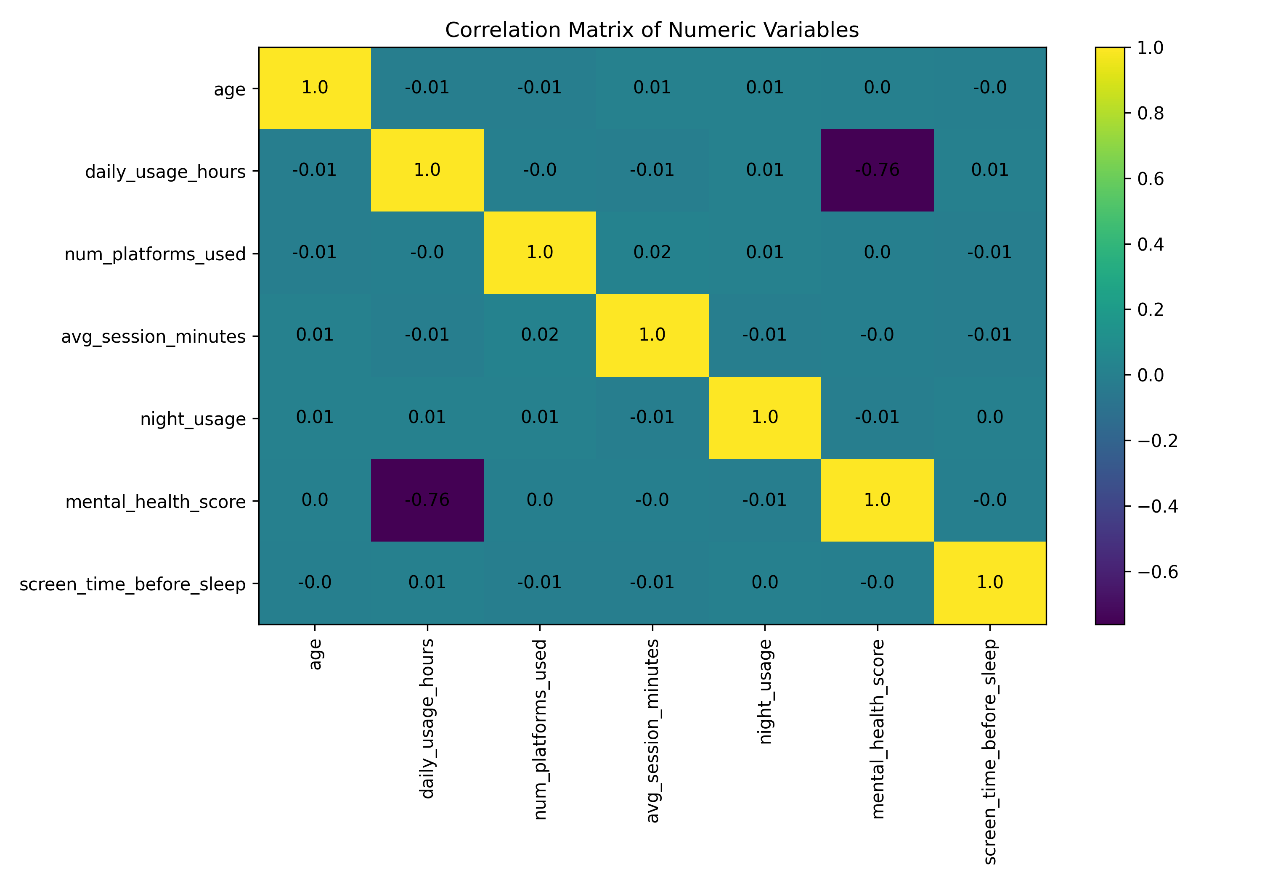 Correlation Matrix of Numeric Variables
age 1.0 -0.01 -0.01 0.01 0.01 0.0 -0.0
daily_usage_hours -0.01 1.0 -0.0 -0.01 0.01 -0.76 0.01
num_platforms_used -0.01 -0.0 1.0 0.02 0.01 0.0 -0.01
avg_session_minutes 0.01 -0.01 0.02 1.0 -0.01 -0.0 -0.01
night_usage 0.01 0.01 0.01 -0.01 1.0 -0.01 0.0
mental_health_score 0.0 -0.76 0.0 -0.0 -0.01 1.0 -0.0
screen_time_before_sleep -0.0 0.01 -0.01 -0.01 0.0 -0.0 1.0
age
daily_usage_hours
num_platforms_used
avg_session_minutes
night_usage
mental_health_score
screen_time_before_sleep
1.0
0.8
0.6
0.4
0.2
0.0
−0.2
−0.4
−0.6